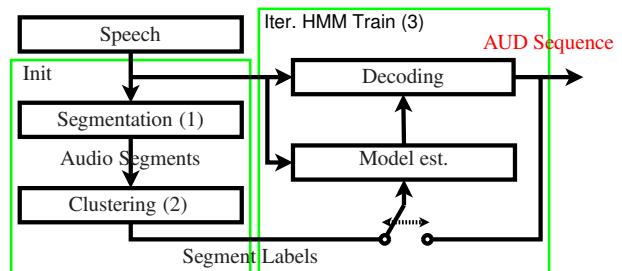 Speech
Iter. HMM Train (3)
AUD Sequence
Init
Decoding
Segmentation (1)
Audio Segments
Model est.
Clustering (2)
Segment Labels